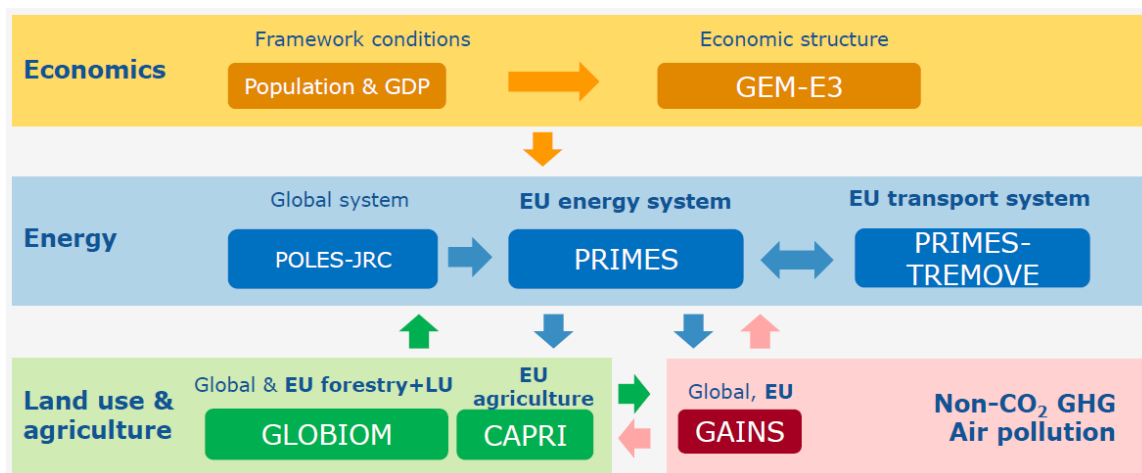 Economics
Framework conditions
Population & GDP
Economic structure
GEM-E3
Energy
Global system
POLES-JRC
EU energy system
PRIMES
EU transport system
PRIMES-
TREMOVE
Land use &
agriculture
Global & EU forestry+LU
GLOBIOM
EU
agriculture
CAPRI
Global, EU
GAINS
Non-CO₂ GHG
Air pollution